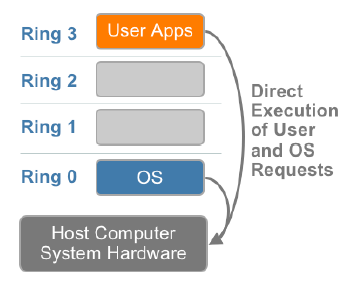 Ring 3
User Apps
Ring 2
Ring 1
Ring 0
OS
Direct
Execution
of User
and OS
Requests
Host Computer
System Hardware